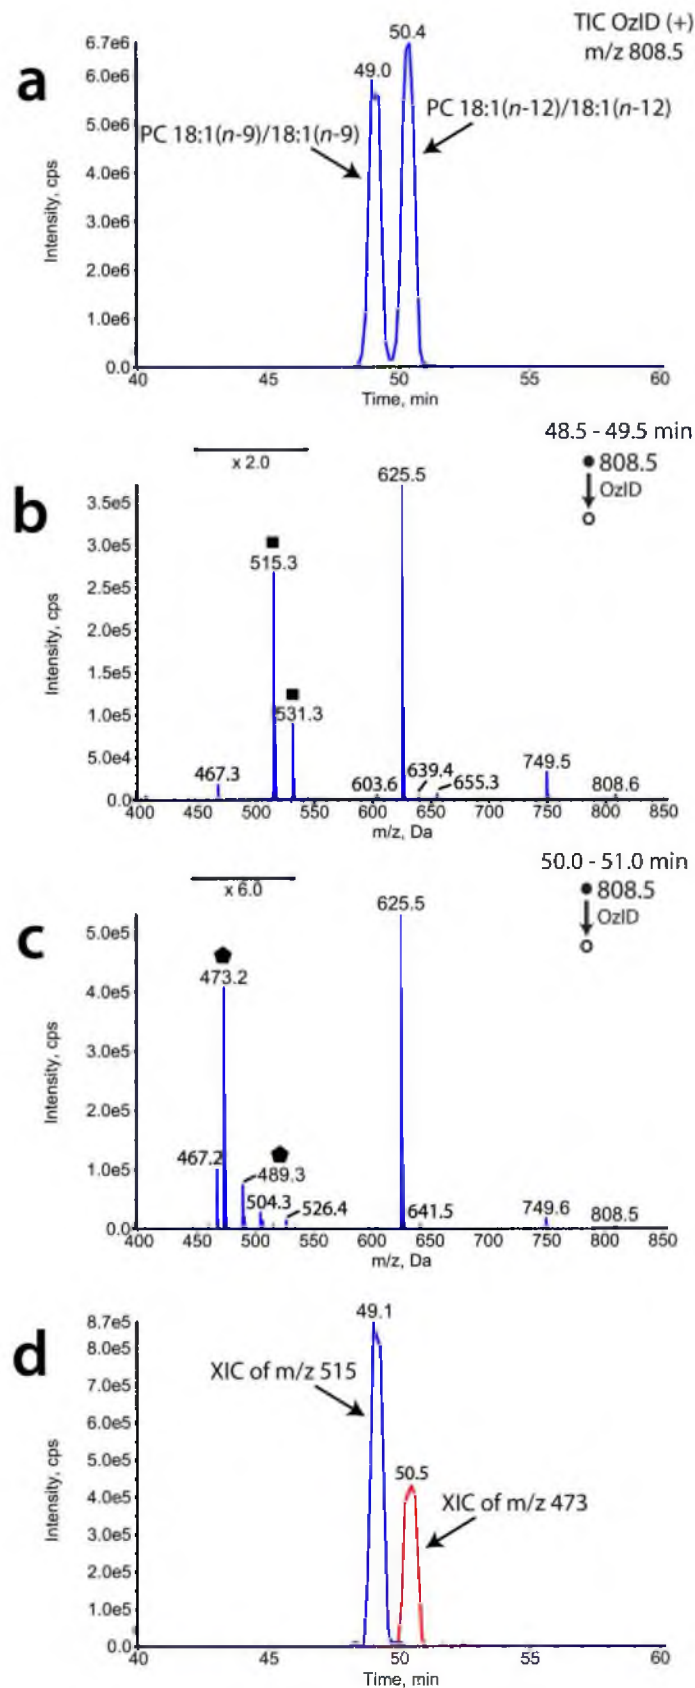 a
TIC OzID (+)
m/z 808.5
6.7e6
6.0e6
5.0e6
4.0e6
3.0e6
2.0e6
1.0e6
0.0
Intensity, cps
49.0
50.4
PC 18:1(n-9)/18:1(n-9)
PC 18:1(n-12)/18:1(n-12)
40 45 50 55 60
Time, min
b
48.5 - 49.5 min
808.5
OzID
x 2.0
3.5e5
3.0e5
2.5e5
2.0e5
1.5e5
1.0e5
5.0e4
0.0
Intensity, cps
625.5
515.3
531.3
467.3
603.6
639.4
655.3
749.5
808.6
400 450 500 550 600 650 700 750 800 850
m/z, Da
c
50.0 - 51.0 min
808.5
OzID
x 6.0
5.0e5
4.0e5
3.0e5
2.0e5
1.0e5
0.0
Intensity, cps
625.5
473.2
467.2
489.3
504.3
526.4
641.5
749.6
808.5
400 450 500 550 600 650 700 750 800 850
m/z, Da
d
8.7e5
8.0e5
7.0e5
6.0e5
5.0e5
4.0e5
3.0e5
2.0e5
1.0e5
0.0
Intensity, cps
49.1
50.5
XIC of m/z 515
XIC of m/z 473
40 45 50 55 60
Time, min